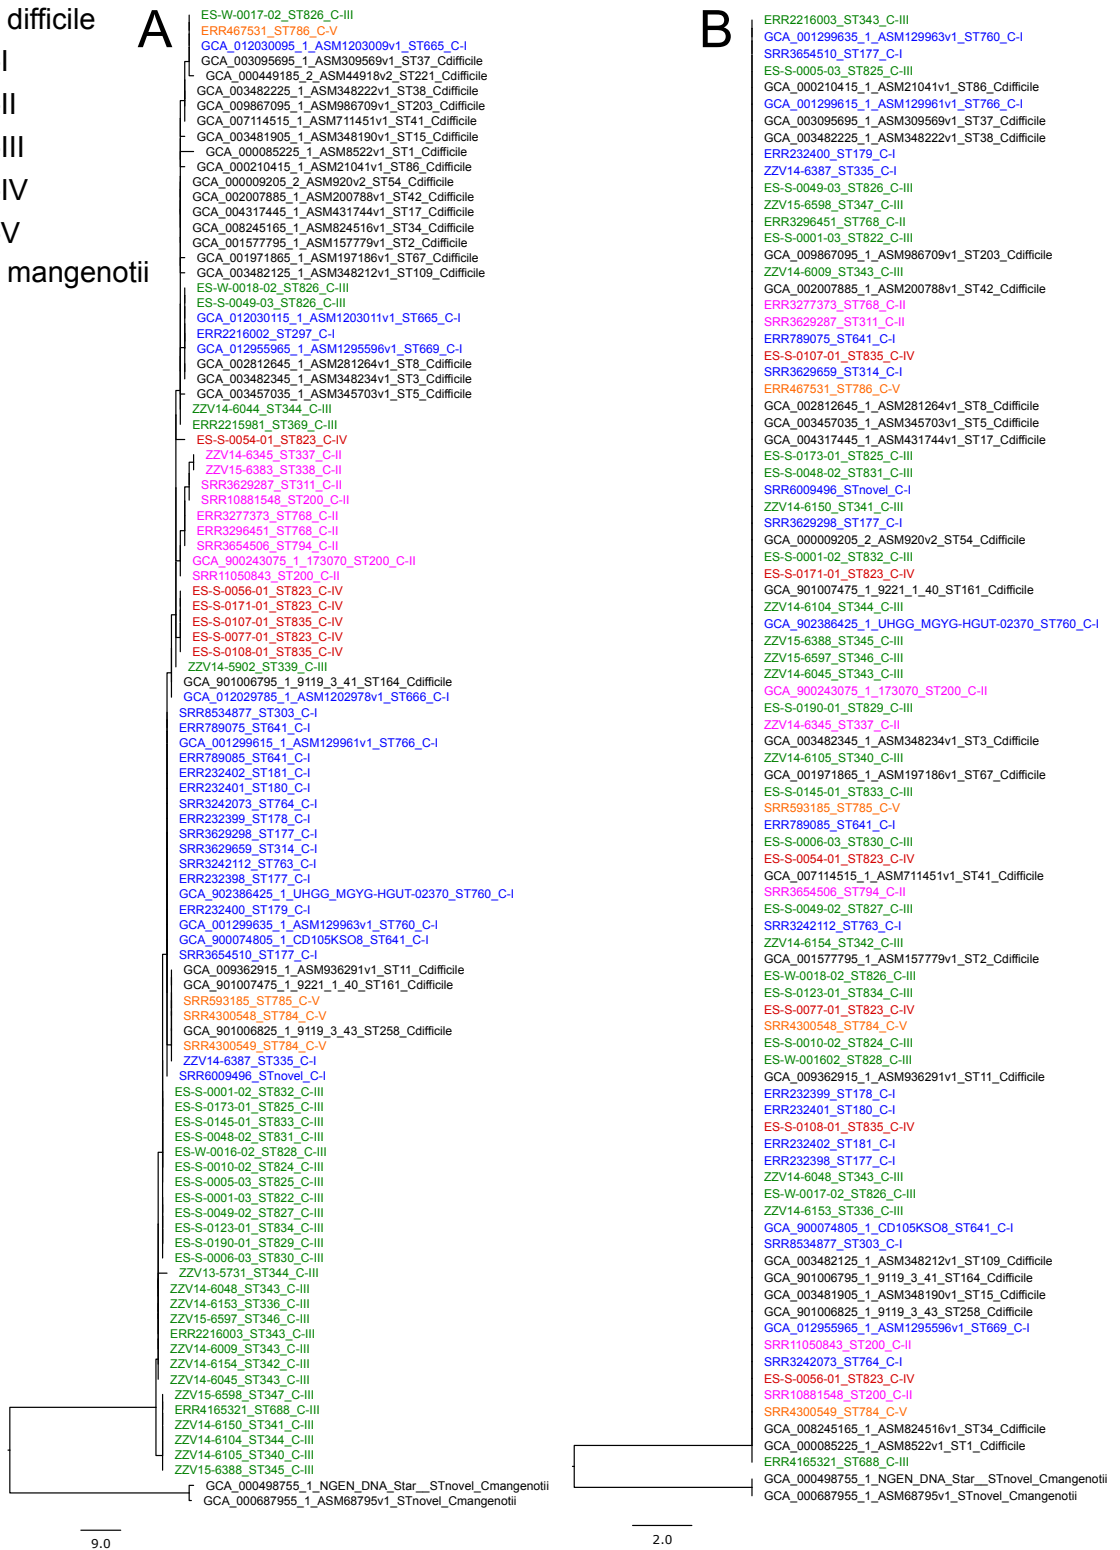 difficile
I
II
III
IV
V
mangenotii
A
ES-W-0017-02_ST826_C-III
ERR467531_ST786_C-V
GCA_012030095_1_ASM1203009v1_ST665_C-I
GCA_003095695_1_ASM309569v1_ST37_Cdifficile
GCA_000449185_2_ASM44918v2_ST221_Cdifficile
GCA_003482225_1_ASM348222v1_ST38_Cdifficile
GCA_009867095_1_ASM986709v1_ST203_Cdifficile
GCA_007114515_1_ASM711451v1_ST41_Cdifficile
GCA_003481905_1_ASM348190v1_ST15_Cdifficile
GCA_000085225_1_ASM8522v1_ST1_Cdifficile
GCA_000210415_1_ASM21041v1_ST86_Cdifficile
GCA_000009205_2_ASM920v2_ST54_Cdifficile
GCA_002007885_1_ASM200788v1_ST42_Cdifficile
GCA_004317445_1_ASM431744v1_ST17_Cdifficile
GCA_008245165_1_ASM824516v1_ST34_Cdifficile
GCA_001577795_1_ASM157779v1_ST2_Cdifficile
GCA_001971865_1_ASM197186v1_ST67_Cdifficile
GCA_003482125_1_ASM348212v1_ST109_Cdifficile
ES-W-0018-02_ST826_C-III
ES-S-0049-03_ST826_C-III
GCA_012030115_1_ASM1203011v1_ST665_C-I
ERR2216002_ST297_C-I
GCA_012955965_1_ASM1295596v1_ST669_C-I
GCA_002812645_1_ASM281264v1_ST8_Cdifficile
GCA_003482345_1_ASM348234v1_ST3_Cdifficile
GCA_003457035_1_ASM345703v1_ST5_Cdifficile
ZZV14-6044_ST344_C-III
ERR2215981_ST369_C-III
ES-S-0054-01_ST823_C-IV
ZZV14-6345_ST337_C-II
ZZV15-6383_ST338_C-II
SRR3629287_ST311_C-II
SRR10881548_ST200_C-II
ERR3277373_ST768_C-II
ERR3296451_ST768_C-II
SRR3654506_ST794_C-II
GCA_900243075_1_173070_ST200_C-II
SRR11050843_ST200_C-II
ES-S-0056-01_ST823_C-IV
ES-S-0171-01_ST823_C-IV
ES-S-0107-01_ST835_C-IV
ES-S-0077-01_ST823_C-IV
ES-S-0108-01_ST835_C-IV
ZZV14-5902_ST339_C-III
GCA_901006795_1_9119_3_41_ST164_Cdifficile
GCA_012029785_1_ASM1202978v1_ST666_C-I
SRR8534877_ST303_C-I
ERR789075_ST641_C-I
GCA_001299615_1_ASM129961v1_ST766_C-I
ERR789085_ST641_C-I
ERR232402_ST181_C-I
ERR232401_ST180_C-I
SRR3242073_ST764_C-I
ERR232399_ST178_C-I
SRR3629298_ST177_C-I
SRR3629659_ST314_C-I
SRR3242112_ST763_C-I
ERR232398_ST177_C-I
GCA_902386425_1_UHGG_MGYG-HGUT-02370_ST760_C-I
ERR232400_ST179_C-I
GCA_001299635_1_ASM129963v1_ST760_C-I
GCA_900074805_1_CD105KSO8_ST641_C-I
SRR3654510_ST177_C-I
GCA_009362915_1_ASM936291v1_ST11_Cdifficile
GCA_901007475_1_9221_1_40_ST161_Cdifficile
SRR593185_ST785_C-V
SRR4300548_ST784_C-V
GCA_901006825_1_9119_3_43_ST258_Cdifficile
SRR4300549_ST784_C-V
ZZV14-6387_ST335_C-I
SRR6009496_STnovel_C-I
ES-S-0001-02_ST832_C-III
ES-S-0173-01_ST825_C-III
ES-S-0145-01_ST833_C-III
ES-S-0048-02_ST831_C-III
ES-W-0016-02_ST828_C-III
ES-S-0010-02_ST824_C-III
ES-S-0005-03_ST825_C-III
ES-S-0001-03_ST822_C-III
ES-S-0049-02_ST827_C-III
ES-S-0123-01_ST834_C-III
ES-S-0190-01_ST829_C-III
ES-S-0006-03_ST830_C-III
ZZV13-5731_ST344_C-III
ZZV14-6048_ST343_C-III
ZZV14-6153_ST336_C-III
ZZV15-6597_ST346_C-III
ERR2216003_ST343_C-III
ZZV14-6009_ST343_C-III
ZZV14-6154_ST342_C-III
ZZV14-6045_ST343_C-III
ZZV15-6598_ST347_C-III
ERR4165321_ST688_C-III
ZZV14-6150_ST341_C-III
ZZV14-6104_ST344_C-III
ZZV14-6105_ST340_C-III
ZZV15-6388_ST345_C-III
GCA_000498755_1_NGEN_DNA_Star__STnovel_Cmangenotii
GCA_000687955_1_ASM68795v1_STnovel_Cmangenotii
9.0
B
ERR2216003_ST343_C-III
GCA_001299635_1_ASM129963v1_ST760_C-I
SRR3654510_ST177_C-I
ES-S-0005-03_ST825_C-III
GCA_000210415_1_ASM21041v1_ST86_Cdifficile
GCA_001299615_1_ASM129961v1_ST766_C-I
GCA_003095695_1_ASM309569v1_ST37_Cdifficile
GCA_003482225_1_ASM348222v1_ST38_Cdifficile
ERR232400_ST179_C-I
ZZV14-6387_ST335_C-I
ES-S-0049-03_ST826_C-III
ZZV15-6598_ST347_C-III
ERR3296451_ST768_C-II
ES-S-0001-03_ST822_C-III
GCA_009867095_1_ASM986709v1_ST203_Cdifficile
ZZV14-6009_ST343_C-III
GCA_002007885_1_ASM200788v1_ST42_Cdifficile
ERR3277373_ST768_C-II
SRR3629287_ST311_C-II
ERR789075_ST641_C-I
ES-S-0107-01_ST835_C-IV
SRR3629659_ST314_C-I
ERR467531_ST786_C-V
GCA_002812645_1_ASM281264v1_ST8_Cdifficile
GCA_003457035_1_ASM345703v1_ST5_Cdifficile
GCA_004317445_1_ASM431744v1_ST17_Cdifficile
ES-S-0173-01_ST825_C-III
ES-S-0048-02_ST831_C-III
SRR6009496_STnovel_C-I
ZZV14-6150_ST341_C-III
SRR3629298_ST177_C-I
GCA_000009205_2_ASM920v2_ST54_Cdifficile
ES-S-0001-02_ST832_C-III
ES-S-0171-01_ST823_C-IV
GCA_901007475_1_9221_1_40_ST161_Cdifficile
ZZV14-6104_ST344_C-III
GCA_902386425_1_UHGG_MGYG-HGUT-02370_ST760_C-I
ZZV15-6388_ST345_C-III
ZZV15-6597_ST346_C-III
ZZV14-6045_ST343_C-III
GCA_900243075_1_173070_ST200_C-II
ES-S-0190-01_ST829_C-III
ZZV14-6345_ST337_C-II
GCA_003482345_1_ASM348234v1_ST3_Cdifficile
ZZV14-6105_ST340_C-III
GCA_001971865_1_ASM197186v1_ST67_Cdifficile
ES-S-0145-01_ST833_C-III
SRR593185_ST785_C-V
ERR789085_ST641_C-I
ES-S-0006-03_ST830_C-III
ES-S-0054-01_ST823_C-IV
GCA_007114515_1_ASM711451v1_ST41_Cdifficile
SRR3654506_ST794_C-II
ES-S-0049-02_ST827_C-III
SRR3242112_ST763_C-I
ZZV14-6154_ST342_C-III
GCA_001577795_1_ASM157779v1_ST2_Cdifficile
ES-W-0018-02_ST826_C-III
ES-S-0123-01_ST834_C-III
ES-S-0077-01_ST823_C-IV
SRR4300548_ST784_C-V
ES-S-0010-02_ST824_C-III
ES-W-001602_ST828_C-III
GCA_009362915_1_ASM936291v1_ST11_Cdifficile
ERR232399_ST178_C-I
ERR232401_ST180_C-I
ES-S-0108-01_ST835_C-IV
ERR232402_ST181_C-I
ERR232398_ST177_C-I
ZZV14-6048_ST343_C-III
ES-W-0017-02_ST826_C-III
ZZV14-6153_ST336_C-III
GCA_900074805_1_CD105KSO8_ST641_C-I
SRR8534877_ST303_C-I
GCA_003482125_1_ASM348212v1_ST109_Cdifficile
GCA_901006795_1_9119_3_41_ST164_Cdifficile
GCA_003481905_1_ASM348190v1_ST15_Cdifficile
GCA_901006825_1_9119_3_43_ST258_Cdifficile
GCA_012955965_1_ASM1295596v1_ST669_C-I
SRR11050843_ST200_C-II
SRR3242073_ST764_C-I
ES-S-0056-01_ST823_C-IV
SRR10881548_ST200_C-II
SRR4300549_ST784_C-V
GCA_008245165_1_ASM824516v1_ST34_Cdifficile
GCA_000085225_1_ASM8522v1_ST1_Cdifficile
ERR4165321_ST688_C-III
GCA_000498755_1_NGEN_DNA_Star__STnovel_Cmangenotii
GCA_000687955_1_ASM68795v1_STnovel_Cmangenotii
2.0